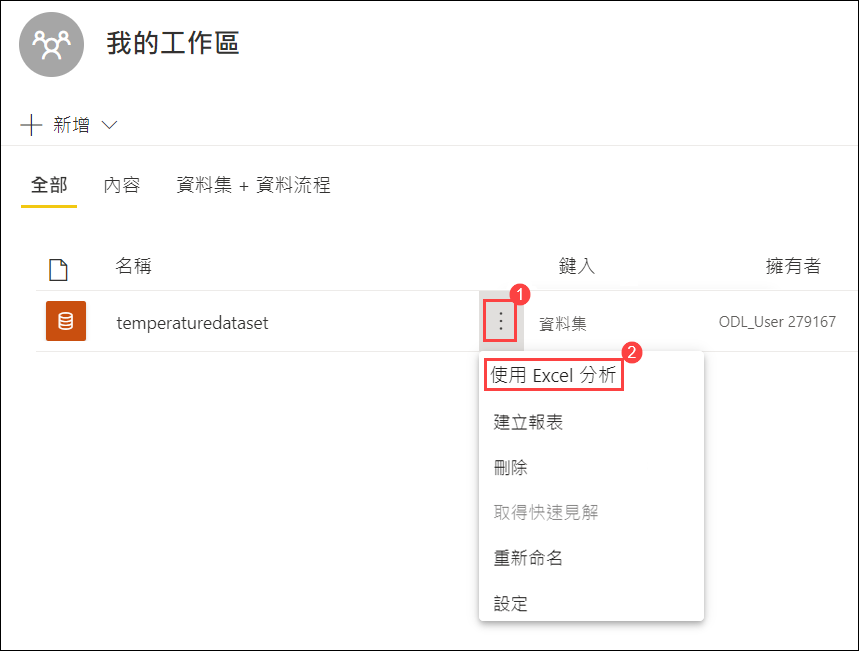 我的工作區
新增
全部 內容 資料集 + 資料流程
名稱 鍵入 擁有者
1
temperaturedataset 資料集 ODL_User 279167
2
使用 Excel 分析
建立報表
刪除
取得快速見解
重新命名
設定